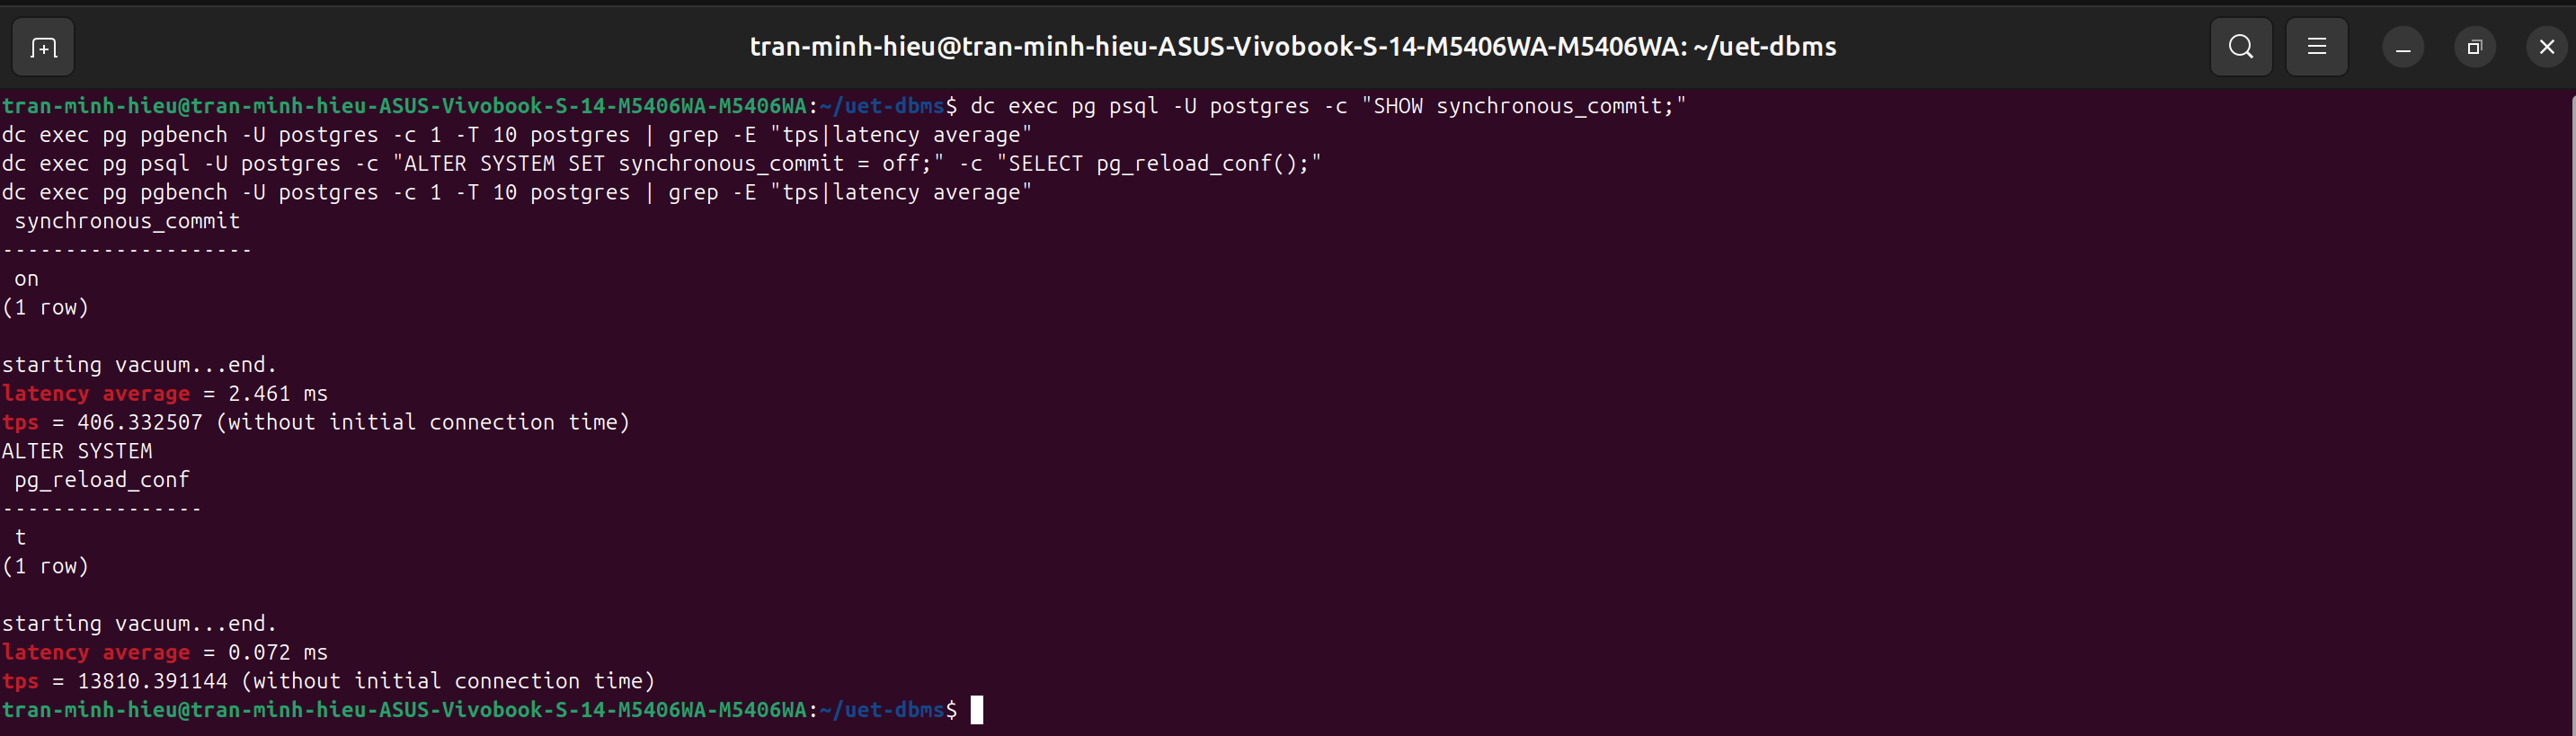 tran-minh-hieu@tran-minh-hieu-ASUS-Vivobook-S-14-M5406WA-M5406WA: ~/uet-dbms
tran-minh-hieu@tran-minh-hieu-ASUS-Vivobook-S-14-M5406WA-M5406WA:~/uet-dbms$ dc exec pg psql -U postgres -c "SHOW synchronous_commit;"
dc exec pg pgbench -U postgres -c 1 -T 10 postgres | grep -E "tps|latency average"
dc exec pg psql -U postgres -c "ALTER SYSTEM SET synchronous_commit = off;" -c "SELECT pg_reload_conf();"
dc exec pg pgbench -U postgres -c 1 -T 10 postgres | grep -E "tps|latency average"
 synchronous_commit
--------------------
 on
(1 row)

starting vacuum...end.
latency average = 2.461 ms
tps = 406.332507 (without initial connection time)
ALTER SYSTEM
 pg_reload_conf
----------------
 t
(1 row)

starting vacuum...end.
latency average = 0.072 ms
tps = 13810.391144 (without initial connection time)
tran-minh-hieu@tran-minh-hieu-ASUS-Vivobook-S-14-M5406WA-M5406WA:~/uet-dbms$